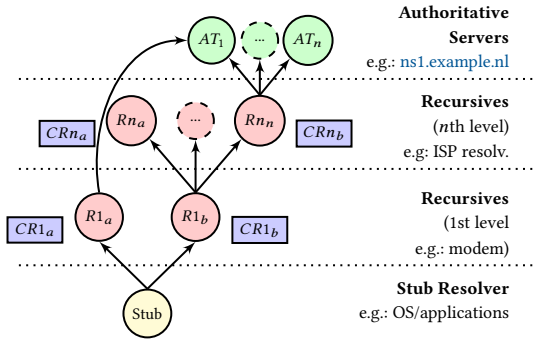 Authoritative
Servers
e.g.: ns1.example.nl
AT1
...
ATn
Recursives
(nth level)
e.g: ISP resolv.
CRna
Rna
...
Rnn
CRnb
Recursives
(1st level
e.g.: modem)
CR1a
R1a
R1b
CR1b
Stub Resolver
e.g.: OS/applications
Stub